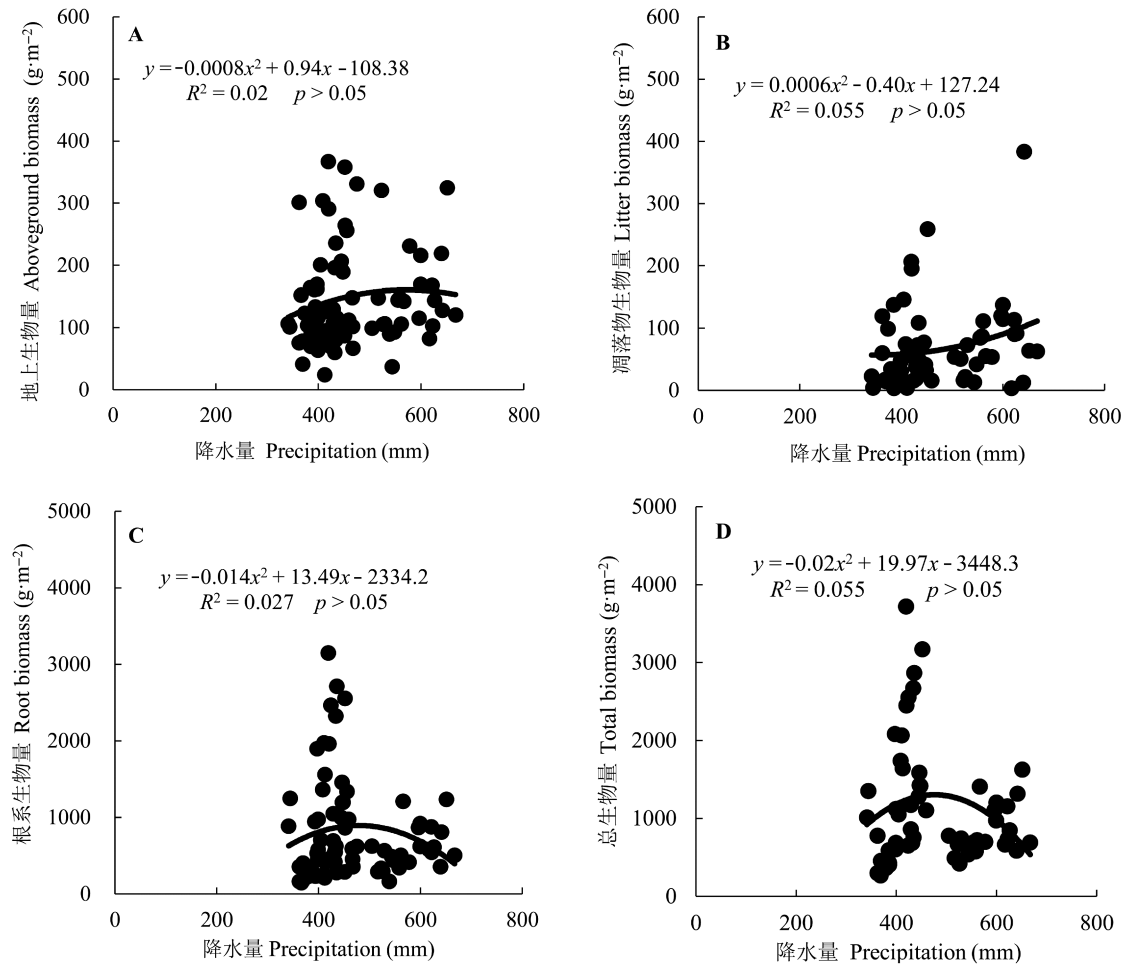 A
y = −0.0008x² + 0.94x − 108.38
R² = 0.02 p > 0.05
600
500
400
300
200
100
0
0 200 400 600 800
地上生物量 Aboveground biomass (g·m⁻²)
降水量 Precipitation (mm)
B
y = 0.0006x² − 0.40x + 127.24
R² = 0.055 p > 0.05
600
500
400
300
200
100
0
0 200 400 600 800
凋落物生物量 Litter biomass (g·m⁻²)
降水量 Precipitation (mm)
C
y = −0.014x² + 13.49x − 2334.2
R² = 0.027 p > 0.05
5000
4000
3000
2000
1000
0
0 200 400 600 800
根系生物量 Root biomass (g·m⁻²)
降水量 Precipitation (mm)
D
y = −0.02x² + 19.97x − 3448.3
R² = 0.055 p > 0.05
5000
4000
3000
2000
1000
0
0 200 400 600 800
总生物量 Total biomass (g·m⁻²)
降水量 Precipitation (mm)